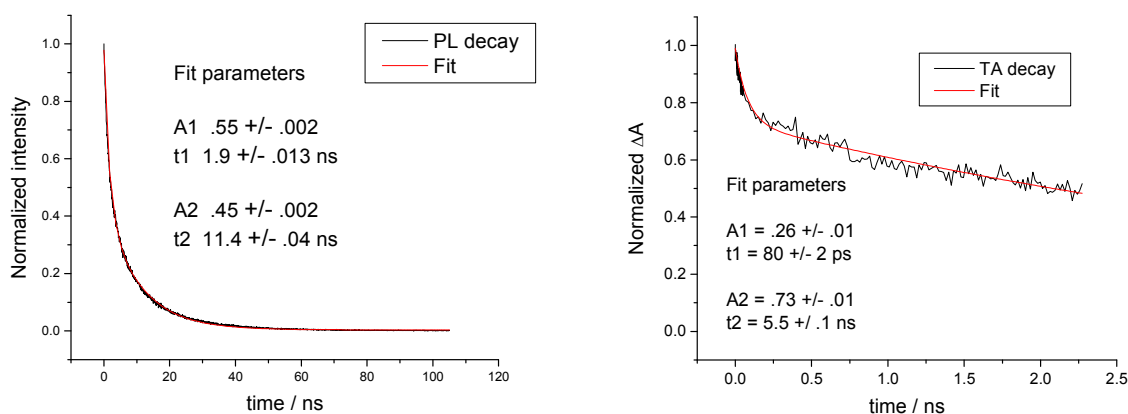 PL decay
Fit
Fit parameters
A1 .55 +/- .002
t1 1.9 +/- .013 ns
A2 .45 +/- .002
t2 11.4 +/- .04 ns
Normalized intensity
1.0
0.8
0.6
0.4
0.2
0.0
0 20 40 60 80 100 120
time / ns
TA decay
Fit
Normalized ΔA
1.0
0.8
0.6
0.4
0.2
0.0
Fit parameters
A1 = .26 +/- .01
t1 = 80 +/- 2 ps
A2 = .73 +/- .01
t2 = 5.5 +/ .1 ns
0.0 0.5 1.0 1.5 2.0 2.5
time / ns